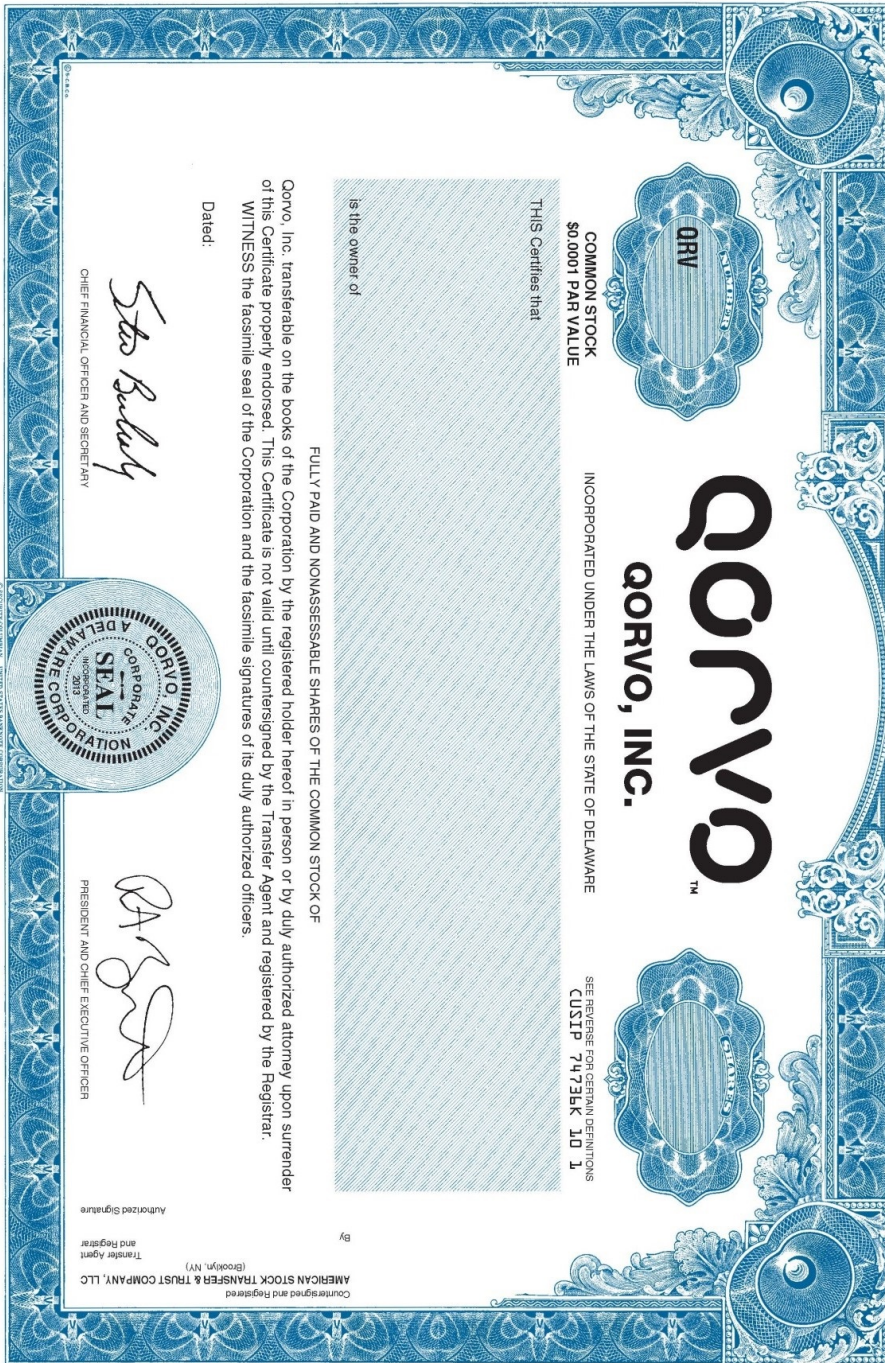 NUMBER
QRV
SHARES
qorvo™
QORVO, INC.
INCORPORATED UNDER THE LAWS OF THE STATE OF DELAWARE
COMMON STOCK
$0.0001 PAR VALUE
SEE REVERSE FOR CERTAIN DEFINITIONS
CUSIP 74736K 10 1
THIS Certifies that
is the owner of
FULLY PAID AND NONASSESSABLE SHARES OF THE COMMON STOCK OF
Qorvo, Inc. transferable on the books of the Corporation by the registered holder hereof in person or by duly authorized attorney upon surrender
of this Certificate properly endorsed. This Certificate is not valid until countersigned by the Transfer Agent and registered by the Registrar.
WITNESS the facsimile seal of the Corporation and the facsimile signatures of its duly authorized officers.
Dated:
CHIEF FINANCIAL OFFICER AND SECRETARY
QORVO, INC.
CORPORATE
SEAL
INCORPORATED
2013
A DELAWARE CORPORATION
PRESIDENT AND CHIEF EXECUTIVE OFFICER
Countersigned and Registered
AMERICAN STOCK TRANSFER & TRUST COMPANY, LLC
(Brooklyn, NY)
Transfer Agent
and Registrar
By
Authorized Signature